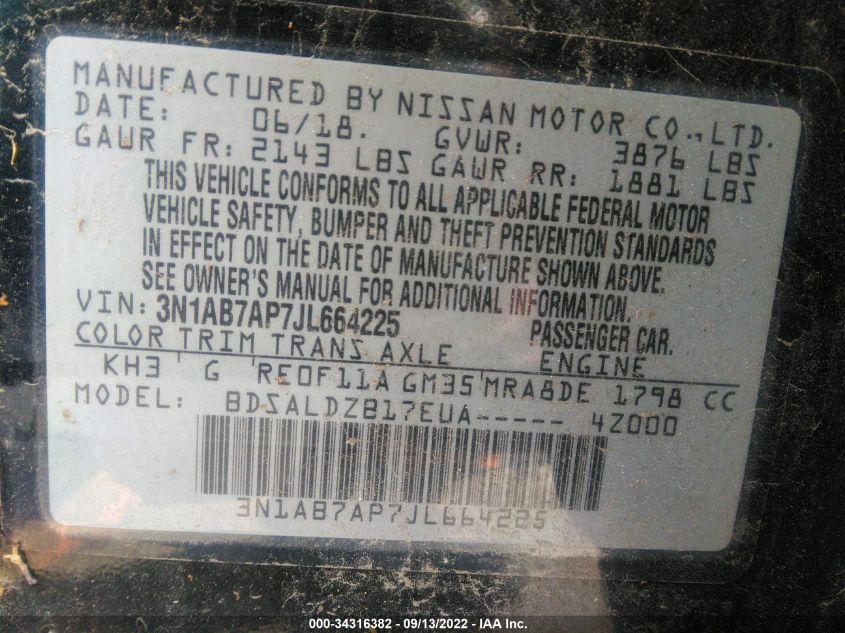 MANUFACTURED BY NISSAN MOTOR CO.,LTD.
DATE: 06/18. GVWR: 3876 LBS
GAWR FR: 2143 LBS GAWR RR: 1881 LBS
THIS VEHICLE CONFORMS TO ALL APPLICABLE FEDERAL MOTOR
VEHICLE SAFETY, BUMPER AND THEFT PREVENTION STANDARDS
IN EFFECT ON THE DATE OF MANUFACTURE SHOWN ABOVE.
SEE OWNER'S MANUAL FOR ADDITIONAL INFORMATION.
VIN: 3N1AB7AP7JL664225 PASSENGER CAR.
COLOR TRIM TRANS AXLE ENGINE
KH3 G RE0F11A GM35 MRA8DE 1798 CC
MODEL: BDSALDZB17EUA----- 4Z000
3N1AB7AP7JL664225
000-34316382 - 09/13/2022 - IAA Inc.